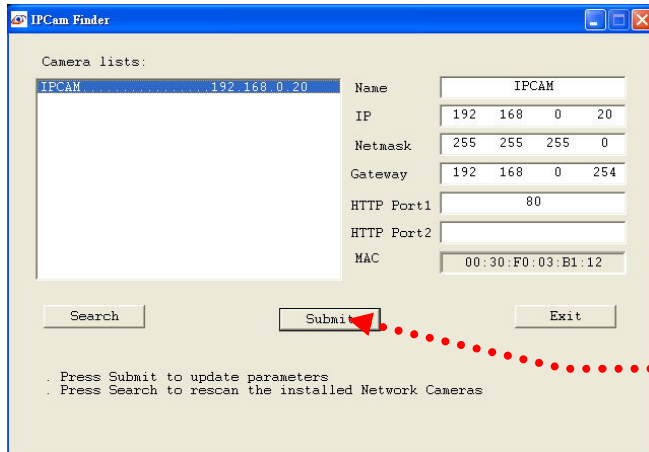 IPCam Finder
Camera lists:
IPCAM.................192.168.0.20
Name IPCAM
IP 192 168 0 20
Netmask 255 255 255 0
Gateway 192 168 0 254
HTTP Port1 80
HTTP Port2
MAC 00:30:F0:03:B1:12
Search Submit Exit
. Press Submit to update parameters
. Press Search to rescan the installed Network Cameras